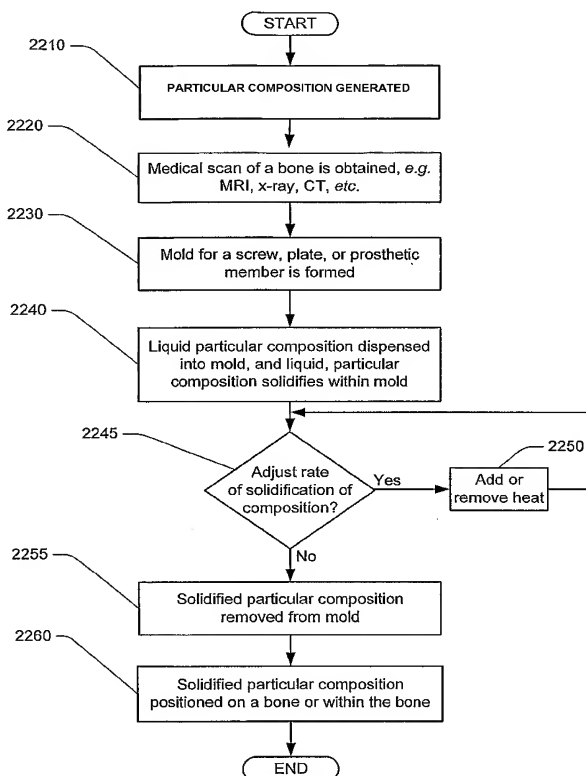 START
2210
PARTICULAR COMPOSITION GENERATED
2220
Medical scan of a bone is obtained, e.g.
MRI, x-ray, CT, etc.
2230
Mold for a screw, plate, or prosthetic
member is formed
2240
Liquid particular composition dispensed
into mold, and liquid, particular
composition solidifies within mold
2245
Adjust rate
of solidification of
composition?
Yes
2250
Add or
remove heat
No
2255
Solidified particular composition
removed from mold
2260
Solidified particular composition
positioned on a bone or within the bone
END